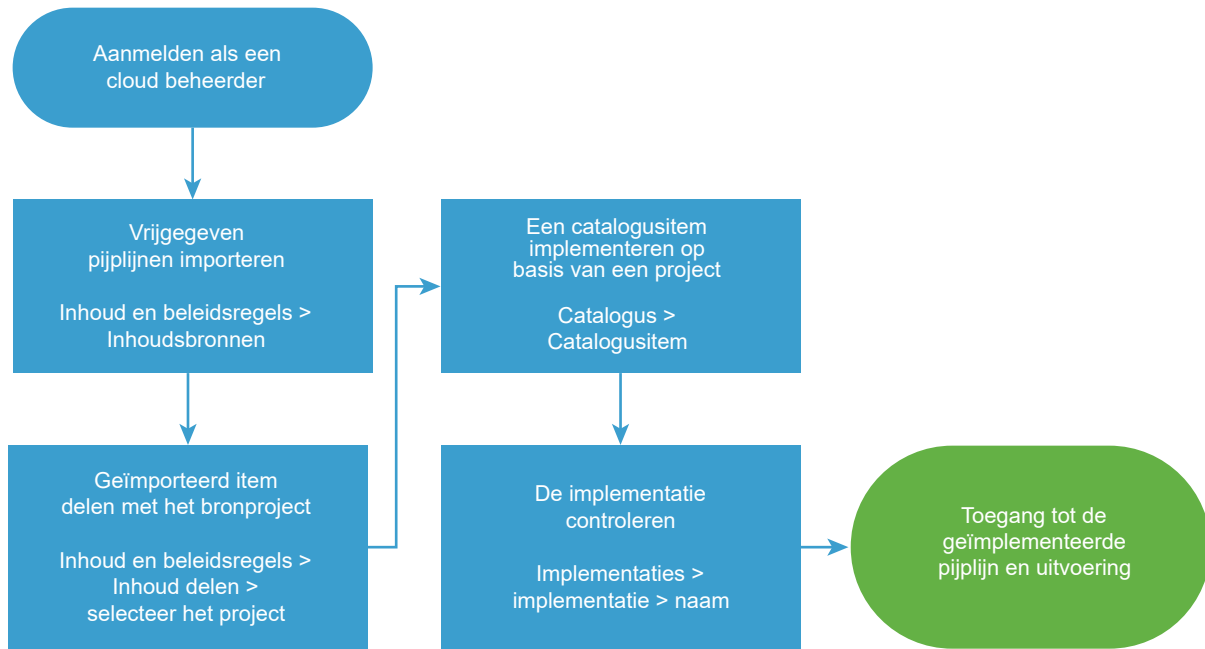 Aanmelden als een
cloud beheerder
Vrijgegeven
pijplijnen importeren
Inhoud en beleidsregels >
Inhoudsbronnen
Geïmporteerd item
delen met het bronproject
Inhoud en beleidsregels >
Inhoud delen >
selecteer het project
Een catalogusitem
implementeren op
basis van een project
Catalogus >
Catalogusitem
De implementatie
controleren
Implementaties >
implementatie > naam
Toegang tot de
geïmplementeerde
pijplijn en uitvoering